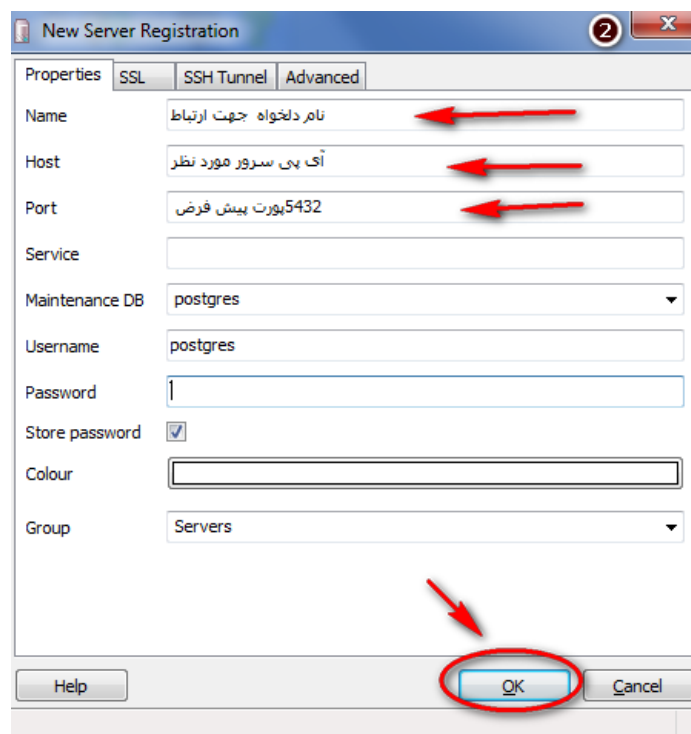 New Server Registration
2
x
Properties SSL SSH Tunnel Advanced
Name نام دلخواه جهت ارتباط
Host آی پی سرور مورد نظر
Port 5432پورت پیش فرض
Service
Maintenance DB postgres
Username postgres
Password
Store password
Colour
Group Servers
Help OK Cancel